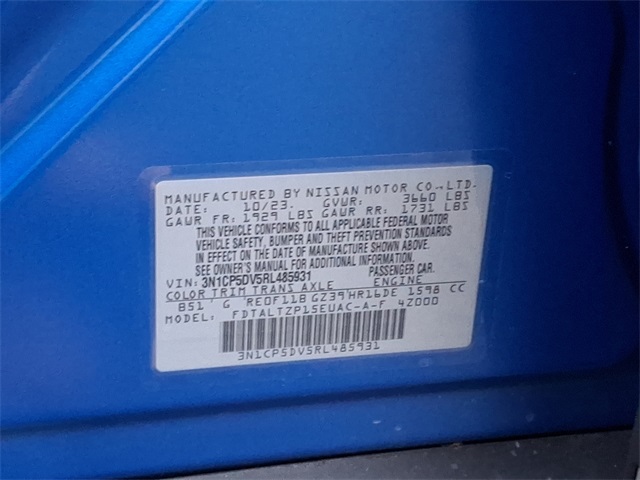 MANUFACTURED BY NISSAN MOTOR CO.,LTD.
DATE: 10/23. GVWR: 3660 LBS
GAWR FR: 1929 LBS GAWR RR: 1731 LBS
THIS VEHICLE CONFORMS TO ALL APPLICABLE FEDERAL MOTOR
VEHICLE SAFETY, BUMPER AND THEFT PREVENTION STANDARDS
IN EFFECT ON THE DATE OF MANUFACTURE SHOWN ABOVE.
SEE OWNER'S MANUAL FOR ADDITIONAL INFORMATION.
VIN: 3N1CP5DV5RL485931 PASSENGER CAR.
COLOR TRIM TRANS AXLE ENGINE
B51 G RE0F11B GZ39 HR16DE 1598 CC
MODEL: FDTALTZP15EUAC-A-F 4Z000
3N1CP5DV5RL485931